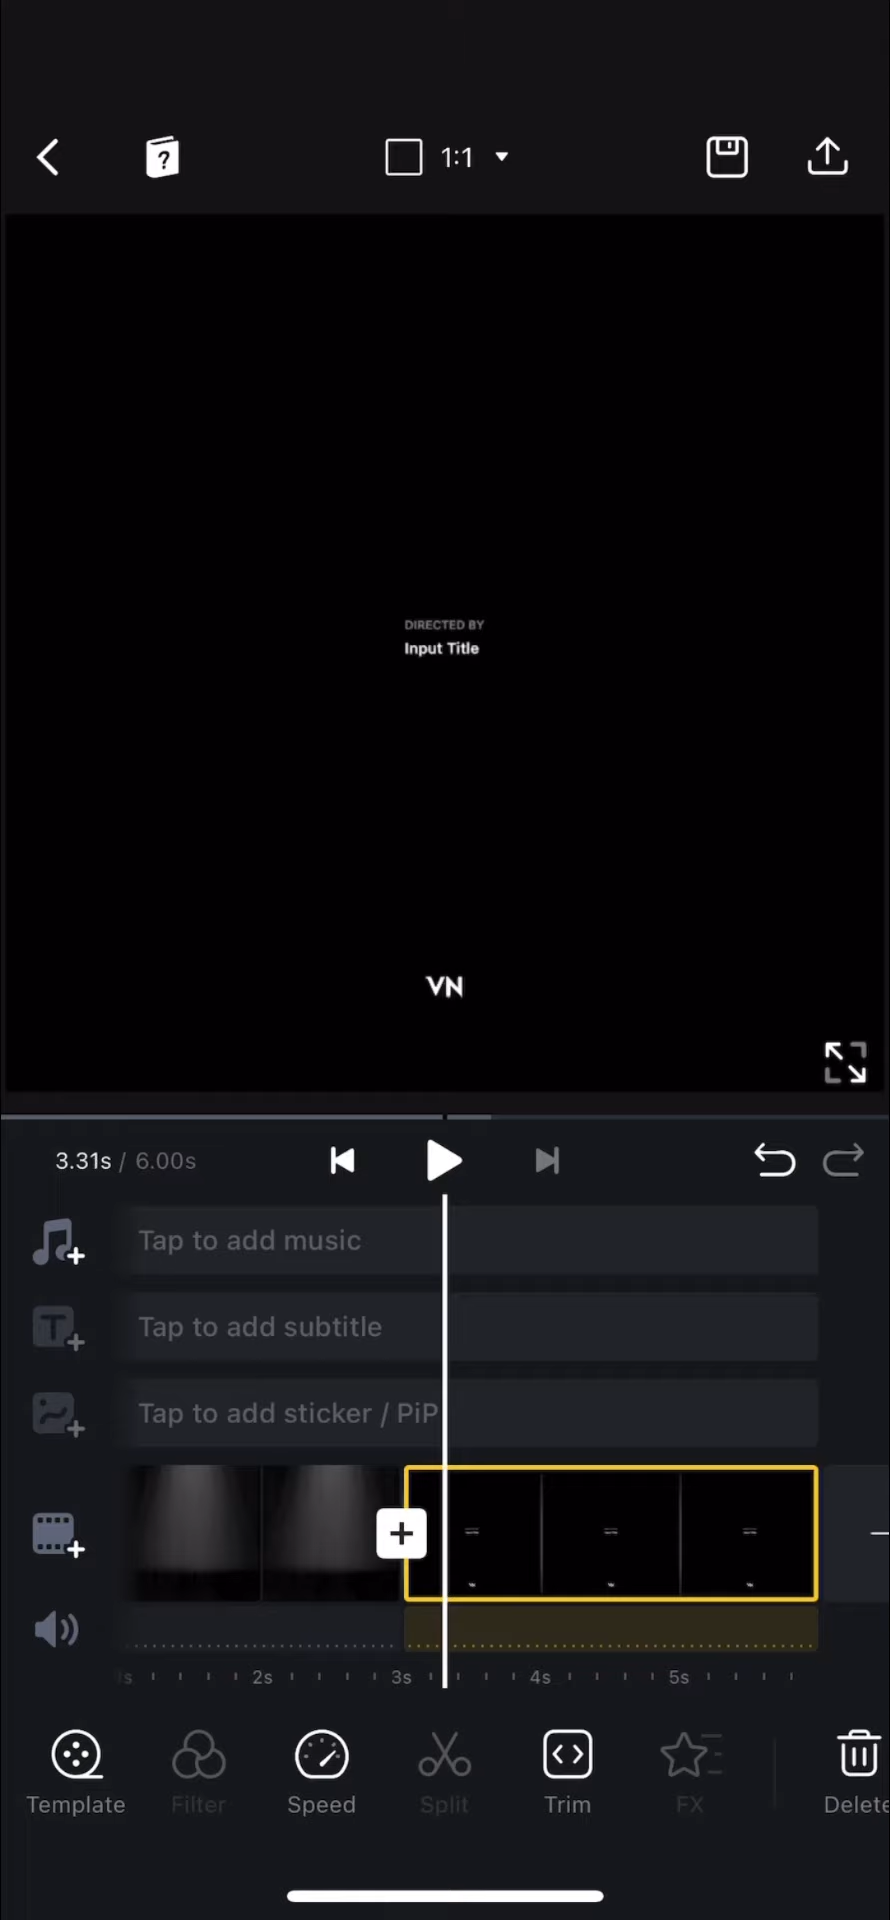 ?
1:1
DIRECTED BY
Input Title
VN
3.31s / 6.00s
Tap to add music
Tap to add subtitle
Tap to add sticker / PiP
2s 3s 4s 5s
Template Filter Speed Split Trim FX Delete